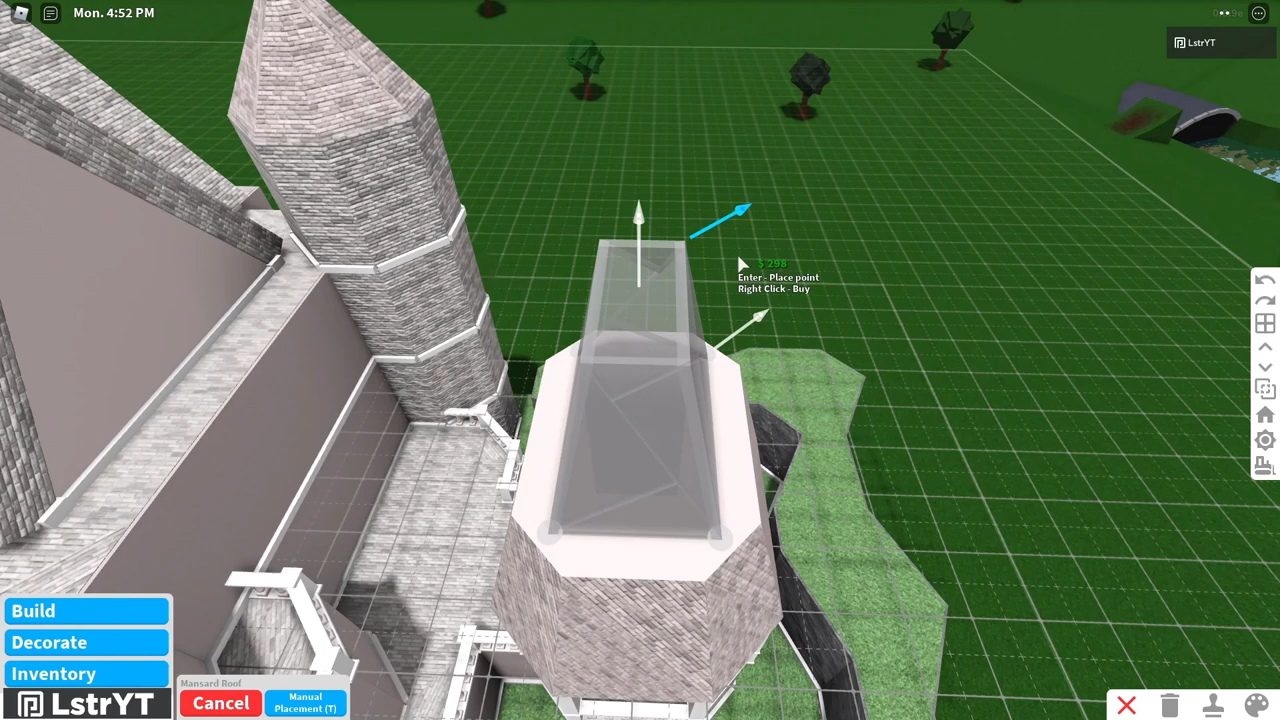 Mon. 4:52 PM
LstrYT
$ 298
Enter - Place point
Right Click - Buy
Build
Decorate
Inventory
LstrYT
Mansard Roof
Cancel
Manual
Placement (T)